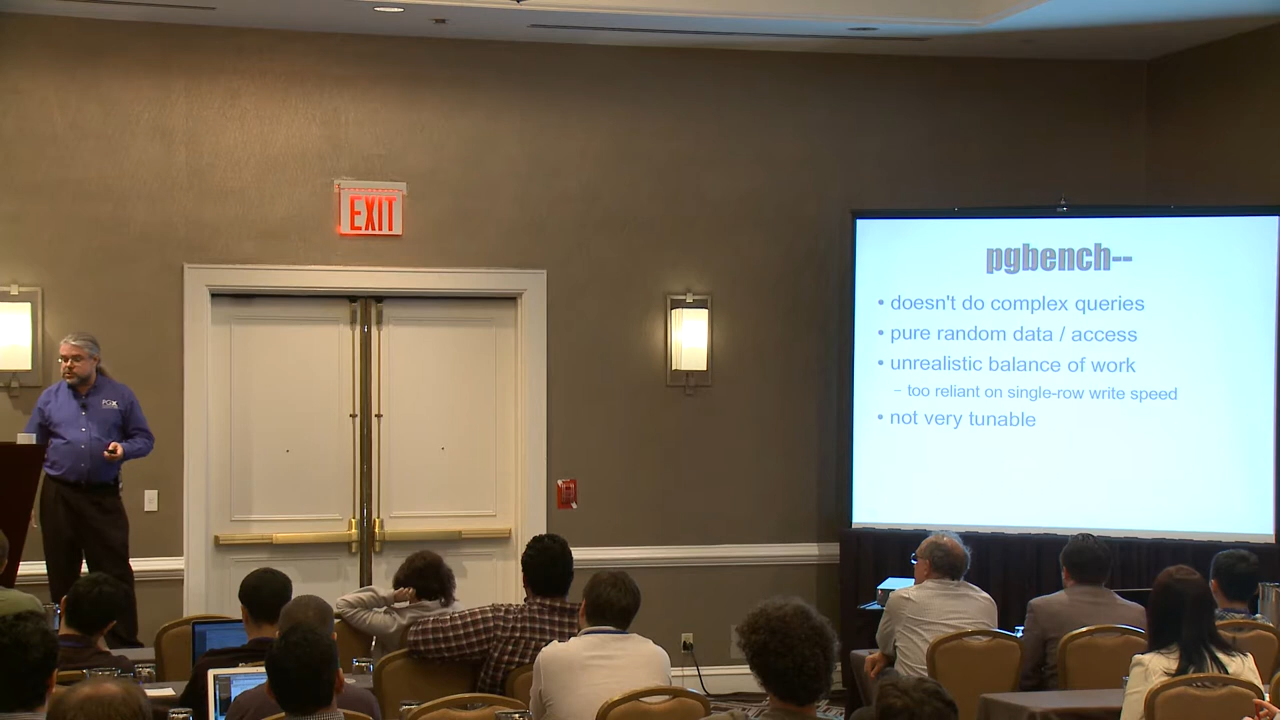 EXIT
PGX
pgbench--
• doesn't do complex queries
• pure random data / access
• unrealistic balance of work
– too reliant on single-row write speed
• not very tunable